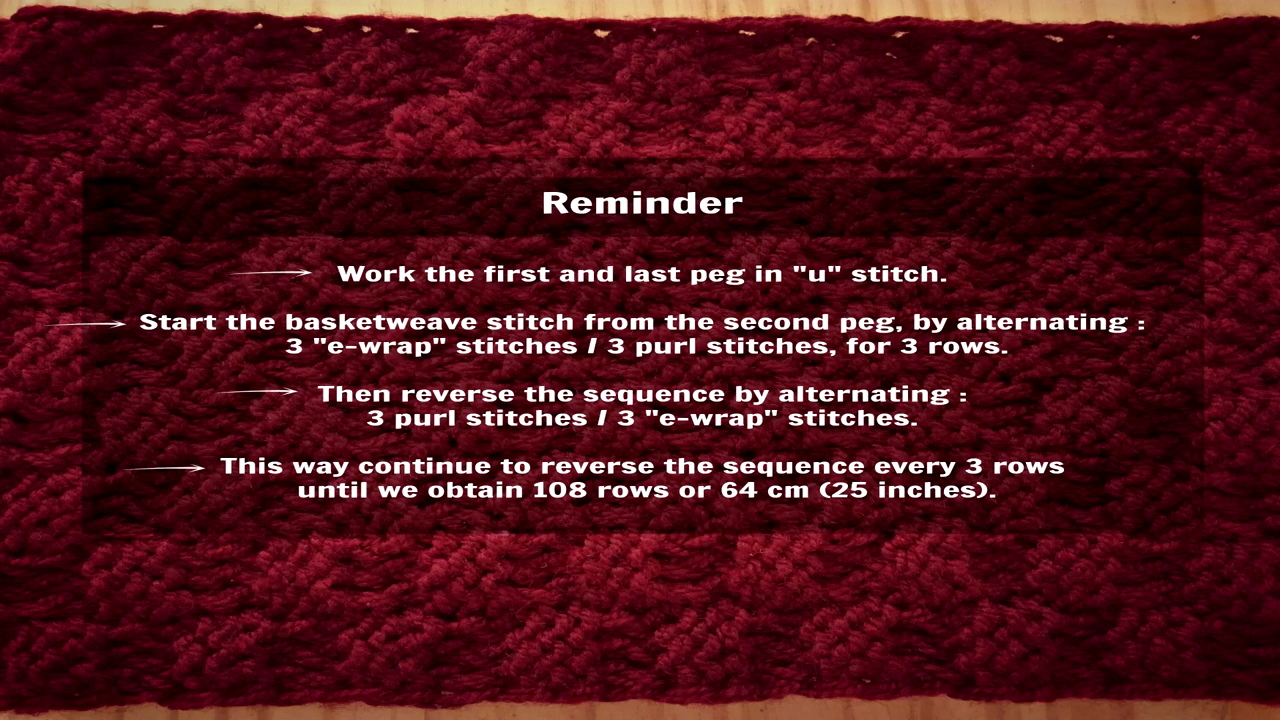 Reminder
Work the first and last peg in "u" stitch.
Start the basketweave stitch from the second peg, by alternating :
3 "e-wrap" stitches / 3 purl stitches, for 3 rows.
Then reverse the sequence by alternating :
3 purl stitches / 3 "e-wrap" stitches.
This way continue to reverse the sequence every 3 rows
until we obtain 108 rows or 64 cm (25 inches).